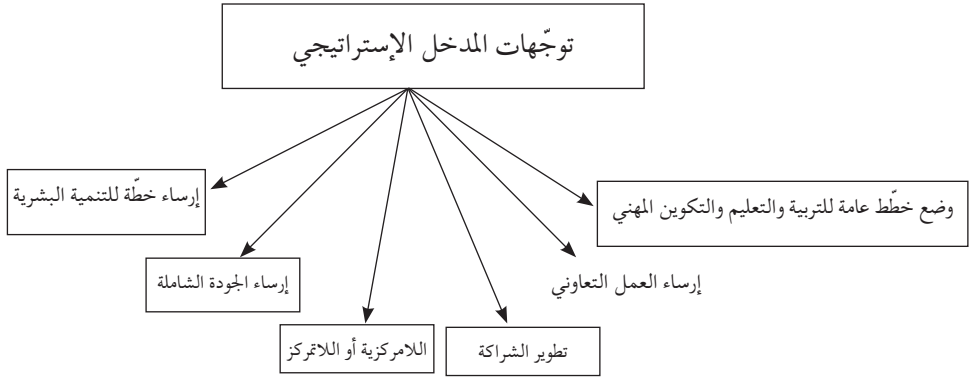 توجّهات المدخل الإستراتيجي
وضع خطّط عامة للتربية والتعليم والتكوين المهني
إرساء خطّة للتنمية البشرية
إرساء العمل التعاوني
إرساء الجودة الشاملة
تطوير الشراكة
اللامركزية أو اللاتمركز